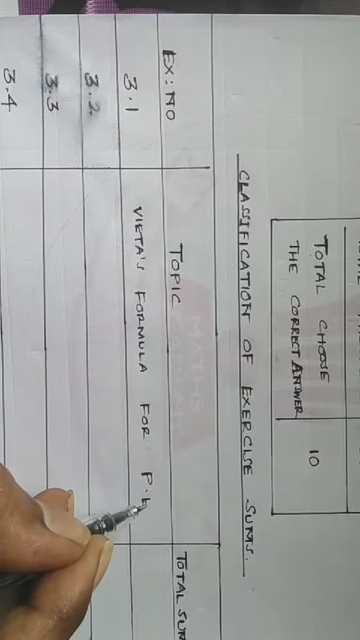 TOTAL CHOOSE
THE CORRECT ANSWER
10
CLASSIFICATION OF EXERCISE SUMS.
EX: NO
TOPIC
TOTAL SUM
3.1
VIETA'S FORMULA FOR P.
3.2
3.3
3.4